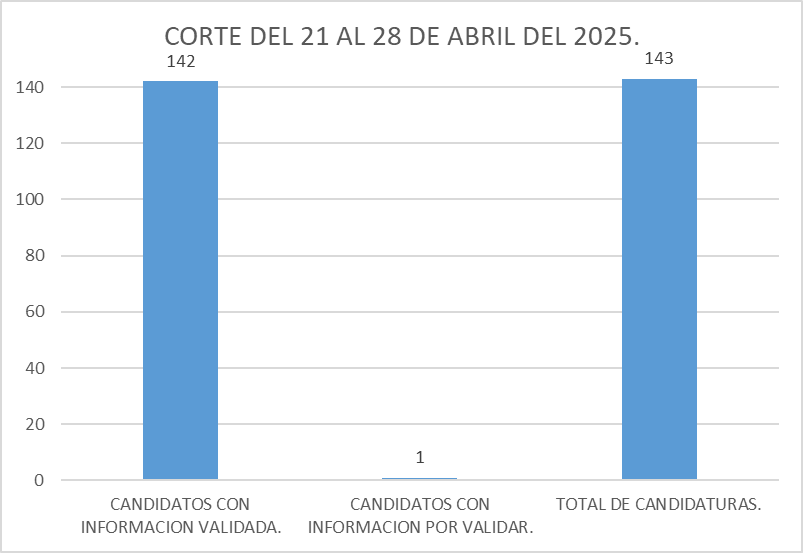 CORTE DEL 21 AL 28 DE ABRIL DEL 2025.
142
143
140
120
100
80
60
40
20
1
0
CANDIDATOS CON
INFORMACION VALIDADA.
CANDIDATOS CON
INFORMACION POR VALIDAR.
TOTAL DE CANDIDATURAS.